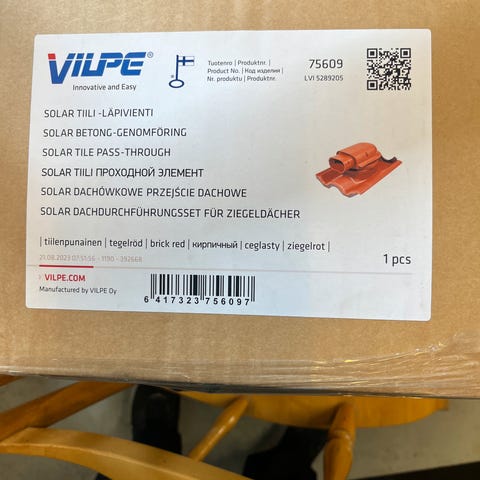 VILPE®
Innovative and Easy
Tuotenro | Produktnr. |
Product No. | Код изделия |
Nr. produktu | Produktnr.
75609
LVI 5289205
SOLAR TIILI -LÄPIVIENTI
SOLAR BETONG-GENOMFÖRING
SOLAR TILE PASS-THROUGH
SOLAR TIILI ПРОХОДНОЙ ЭЛЕМЕНТ
SOLAR DACHÓWKOWE PRZEJŚCIE DACHOWE
SOLAR DACHDURCHFÜHRUNGSSET FÜR ZIEGELDÄCHER
| tiilenpunainen | tegelröd | brick red | кирпичный | ceglasty | ziegelrot |
21.08.2023 07:51:56 - 1190 - 392668
1 pcs
VILPE.COM
Manufactured by VILPE Oy
6 417323 756097